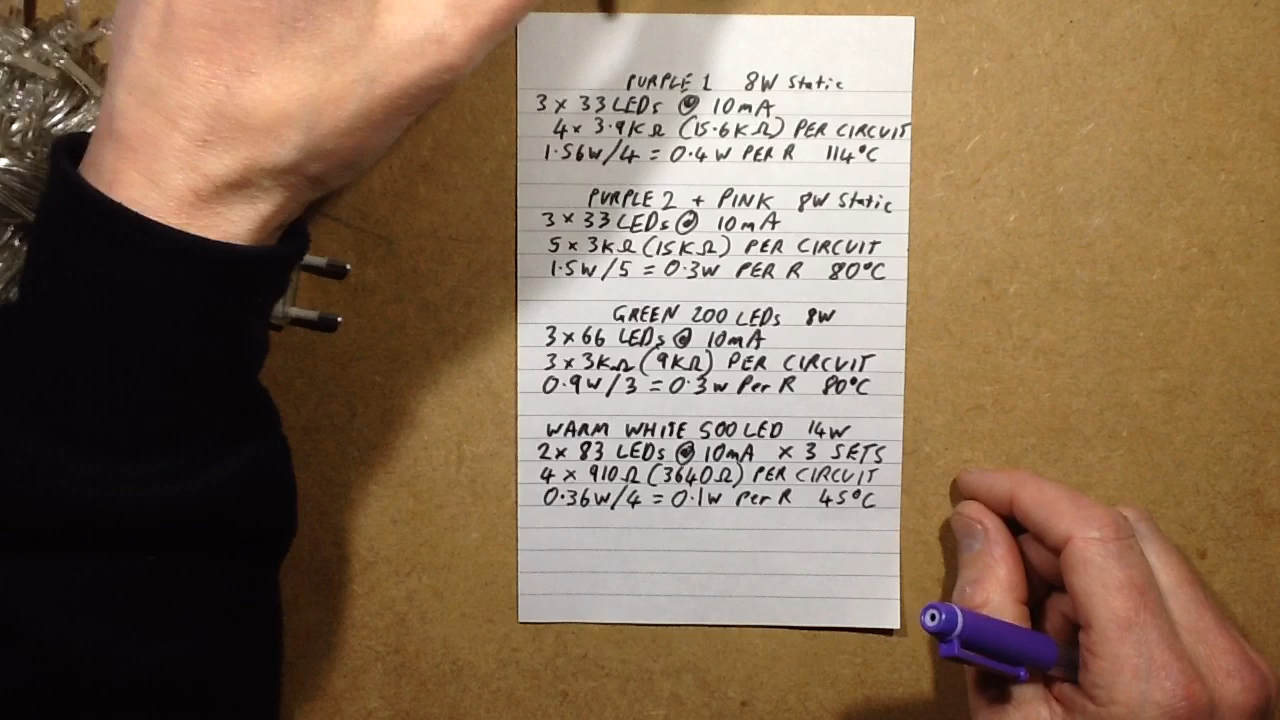 PURPLE 1 8W Static
3 x 33 LEDs @ 10mA
4 x 3.9KΩ (15.6KΩ) PER CIRCUIT
1.56W/4 = 0.4W PER R 114°C
PURPLE 2 + PINK 8W Static
3 x 33 LEDs @ 10mA
5 x 3KΩ (15KΩ) PER CIRCUIT
1.5W/5 = 0.3W PER R 80°C
GREEN 200 LEDs 8W
3 x 66 LEDs @ 10mA
3 x 3KΩ (9KΩ) PER CIRCUIT
0.9W/3 = 0.3W Per R 80°C
WARM WHITE 500 LED 14W
2 x 83 LEDs @ 10mA x 3 SETS
4 x 910Ω (3640Ω) PER CIRCUIT
0.36W/4 = 0.1W Per R 45°C